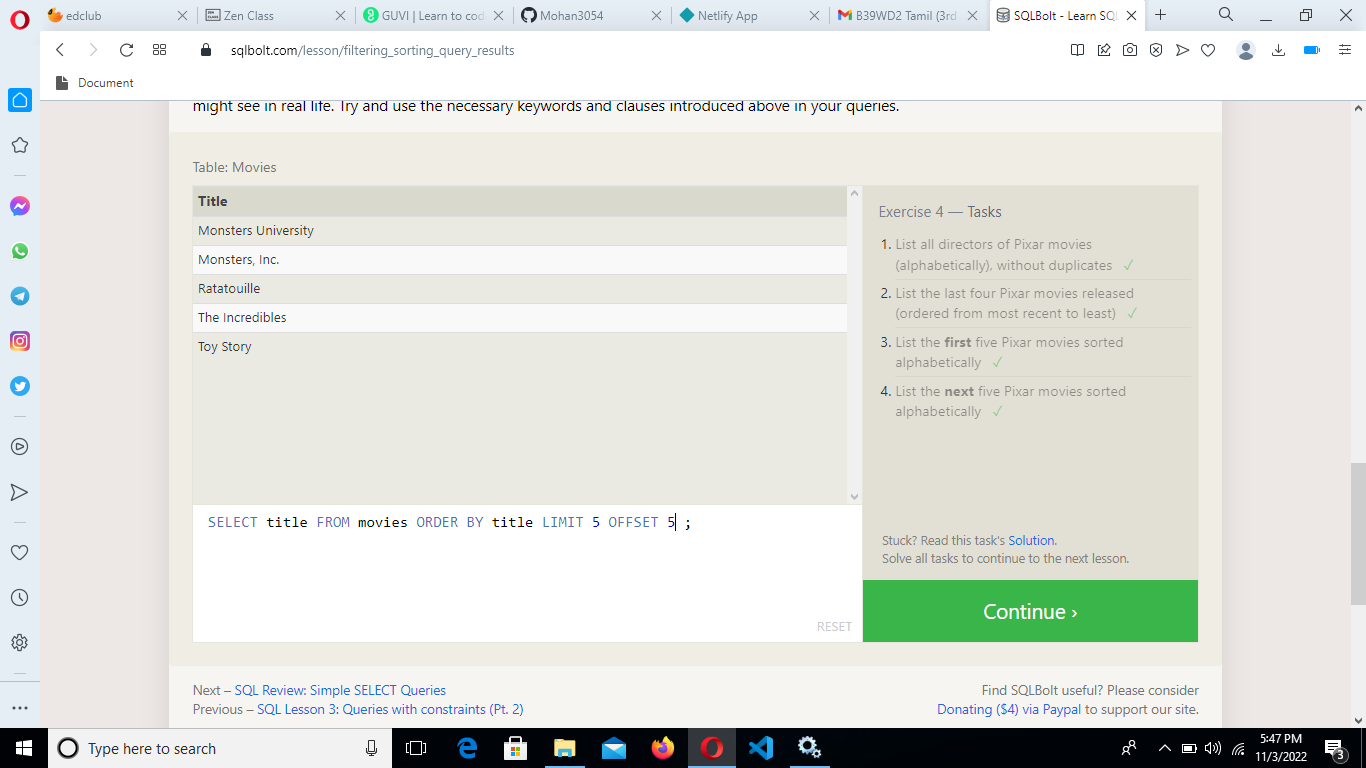 edclub
Zen Class
GUVI | Learn to cod
Mohan3054
Netlify App
B39WD2 Tamil (3rd
SQLBolt - Learn SQL
sqlbolt.com/lesson/filtering_sorting_query_results
Document
might see in real life. Try and use the necessary keywords and clauses introduced above in your queries.
Table: Movies
Title
Monsters University
Monsters, Inc.
Ratatouille
The Incredibles
Toy Story
SELECT title FROM movies ORDER BY title LIMIT 5 OFFSET 5 ;
RESET
Exercise 4 — Tasks
1. List all directors of Pixar movies
(alphabetically), without duplicates ✓
2. List the last four Pixar movies released
(ordered from most recent to least) ✓
3. List the first five Pixar movies sorted
alphabetically ✓
4. List the next five Pixar movies sorted
alphabetically ✓
Stuck? Read this task's Solution.
Solve all tasks to continue to the next lesson.
Continue ›
Next – SQL Review: Simple SELECT Queries
Previous – SQL Lesson 3: Queries with constraints (Pt. 2)
Find SQLBolt useful? Please consider
Donating ($4) via Paypal to support our site.
Type here to search
5:47 PM
11/3/2022
3